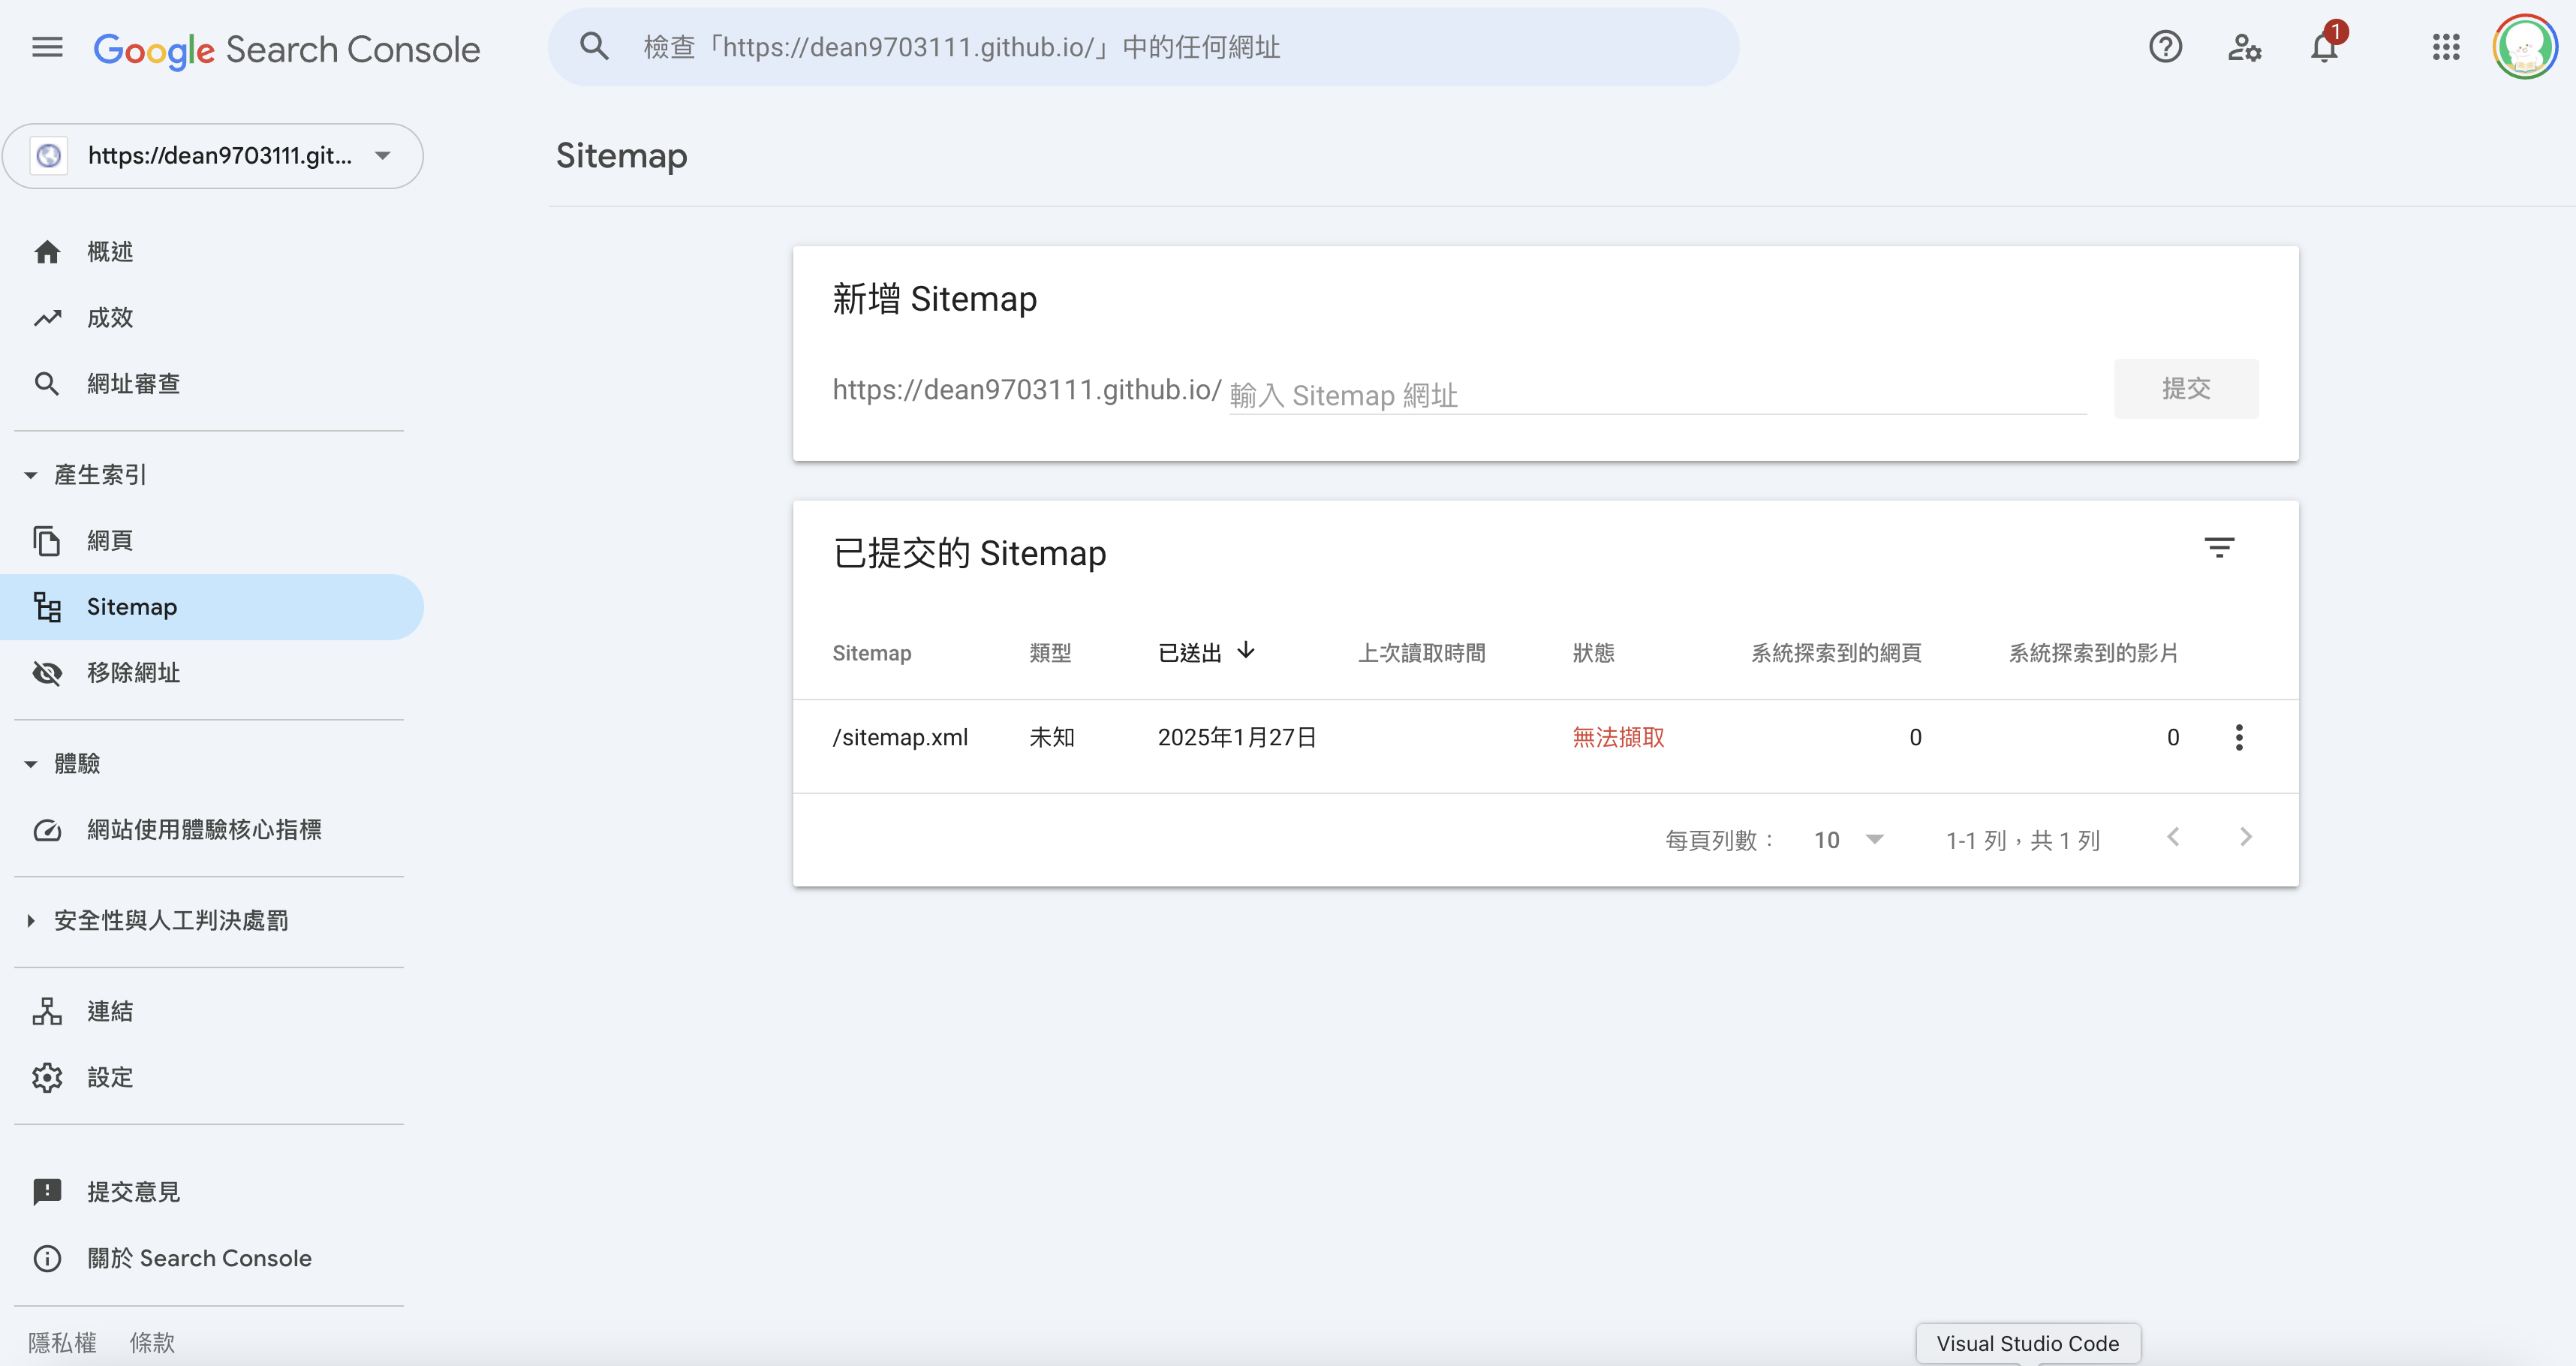 Google Search Console
檢查「https://dean9703111.github.io/」中的任何網址
1
https://dean9703111.git...
Sitemap
概述
成效
網址審查
產生索引
網頁
Sitemap
移除網址
體驗
網站使用體驗核心指標
安全性與人工判決處罰
連結
設定
提交意見
關於 Search Console
隱私權 條款
新增 Sitemap
https://dean9703111.github.io/ 輸入 Sitemap 網址
提交
已提交的 Sitemap
Sitemap 類型 已送出 上次讀取時間 狀態 系統探索到的網頁 系統探索到的影片
/sitemap.xml 未知 2025年1月27日 無法擷取 0 0
每頁列數： 10 1-1 列，共 1 列
Visual Studio Code